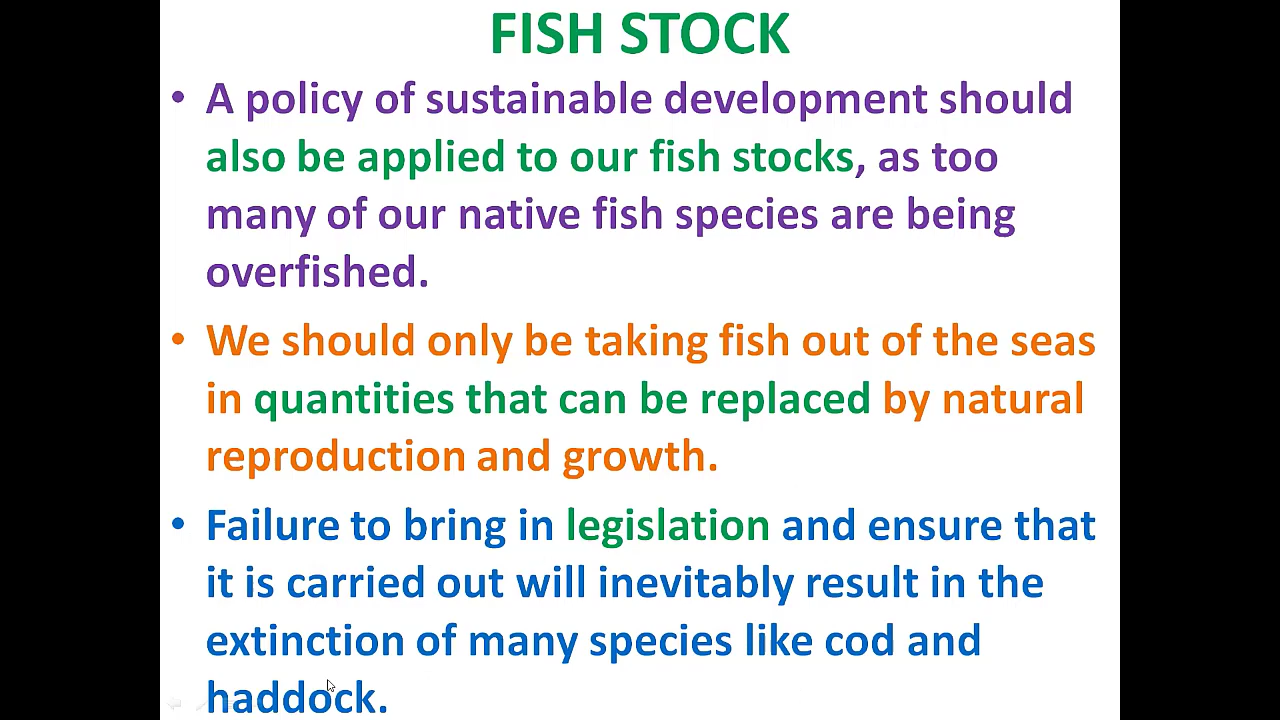 FISH STOCK
• A policy of sustainable development should
also be applied to our fish stocks, as too
many of our native fish species are being
overfished.
• We should only be taking fish out of the seas
in quantities that can be replaced by natural
reproduction and growth.
• Failure to bring in legislation and ensure that
it is carried out will inevitably result in the
extinction of many species like cod and
haddock.